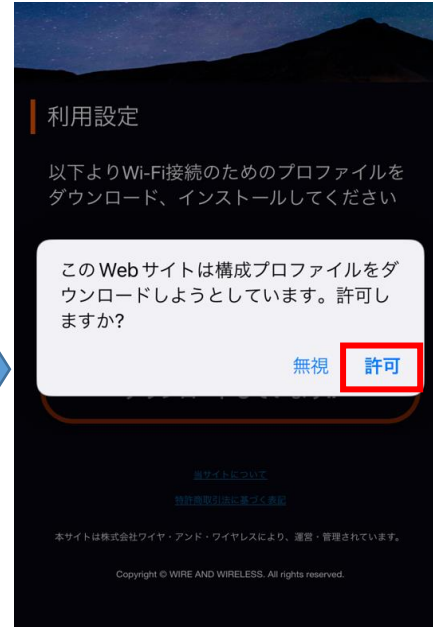 利用設定
以下よりWi-Fi接続のためのプロファイルを
ダウンロード、インストールしてください
このWebサイトは構成プロファイルをダ
ウンロードしようとしています。許可し
ますか?
無視 許可
当サイトについて
特許商取引法に基づく表記
本サイトは株式会社ワイヤ・アンド・ワイヤレスにより、運営・管理されています。
Copyright © WIRE AND WIRELESS. All rights reserved.